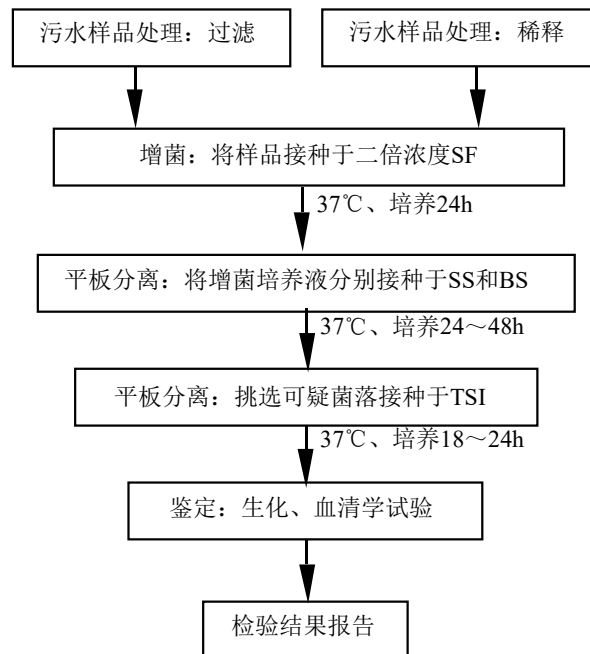 污水样品处理：过滤
污水样品处理：稀释
增菌：将样品接种于二倍浓度SF
37℃、培养24h
平板分离：将增菌培养液分别接种于SS和BS
37℃、培养24～48h
平板分离：挑选可疑菌落接种于TSI
37℃、培养18～24h
鉴定：生化、血清学试验
检验结果报告